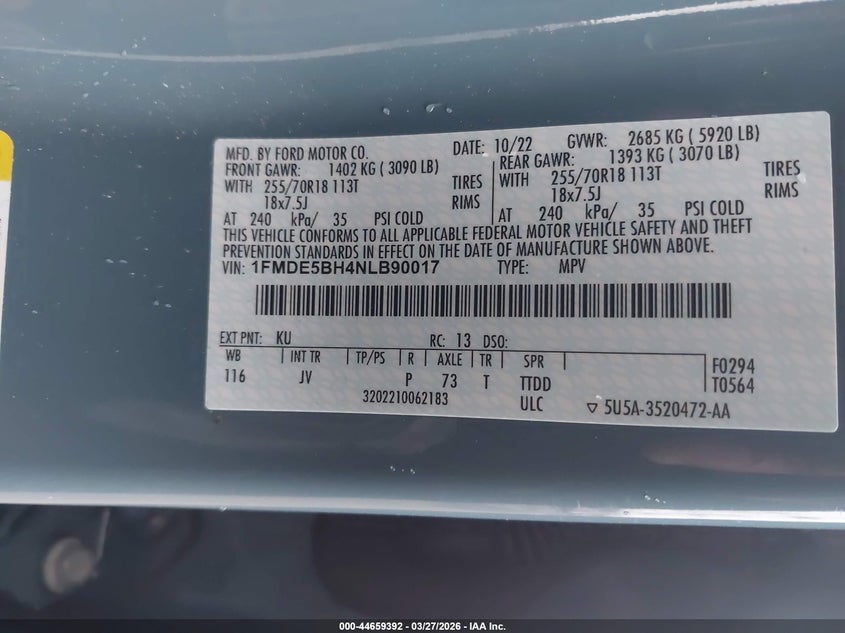 MFD. BY FORD MOTOR CO. DATE: 10/22 GVWR: 2685 KG ( 5920 LB)
FRONT GAWR: 1402 KG ( 3090 LB) REAR GAWR: 1393 KG ( 3070 LB)
WITH 255/70R18 113T TIRES WITH 255/70R18 113T TIRES
18x7.5J RIMS 18x7.5J RIMS
AT 240 kPa/ 35 PSI COLD AT 240 kPa/ 35 PSI COLD
THIS VEHICLE CONFORMS TO ALL APPLICABLE FEDERAL MOTOR VEHICLE SAFETY AND THEFT
PREVENTION STANDARDS IN EFFECT ON THE DATE OF MANUFACTURE SHOWN ABOVE.
VIN: 1FMDE5BH4NLB90017 TYPE: MPV
EXT PNT: KU RC: 13 DSO:
WB INT TR TP/PS R AXLE TR SPR F0294
116 JV P 73 T TTDD T0564
3202210062183 ULC ▽ 5U5A-3520472-AA
000-44659392 — 03/27/2026 — IAA Inc.